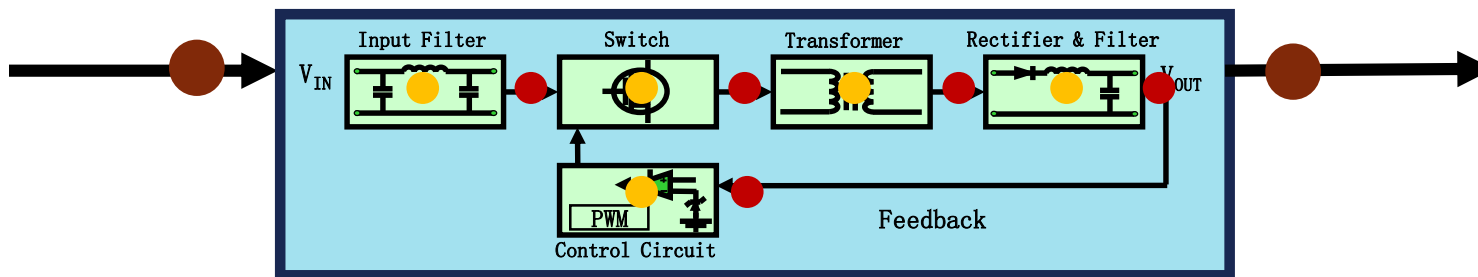 Input Filter
Switch
Transformer
Rectifier & Filter
VIN
VOUT
PWM
Feedback
Control Circuit